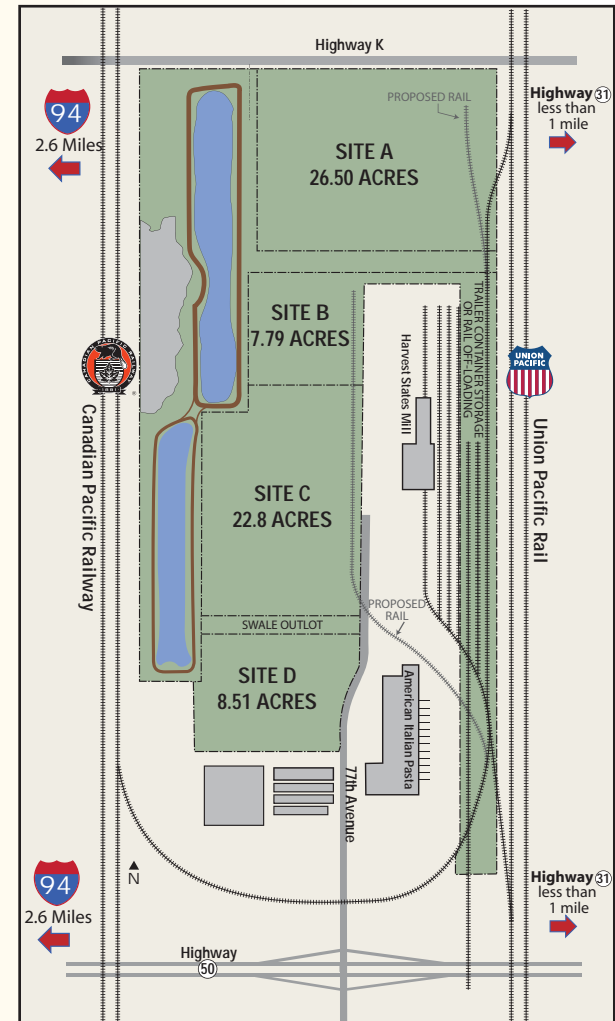 Highway K
94
2.6 Miles
Highway 31
less than
1 mile
PROPOSED RAIL
SITE A
26.50 ACRES
SITE B
7.79 ACRES
TRAILER CONTAINER STORAGE
OR RAIL OFF-LOADING
Harvest States Mill
UNION
PACIFIC
Canadian Pacific Railway
Union Pacific Rail
SITE C
22.8 ACRES
PROPOSED
RAIL
SWALE OUTLOT
SITE D
8.51 ACRES
American Italian Pasta
77th Avenue
N
94
2.6 Miles
Highway 31
less than
1 mile
Highway
50